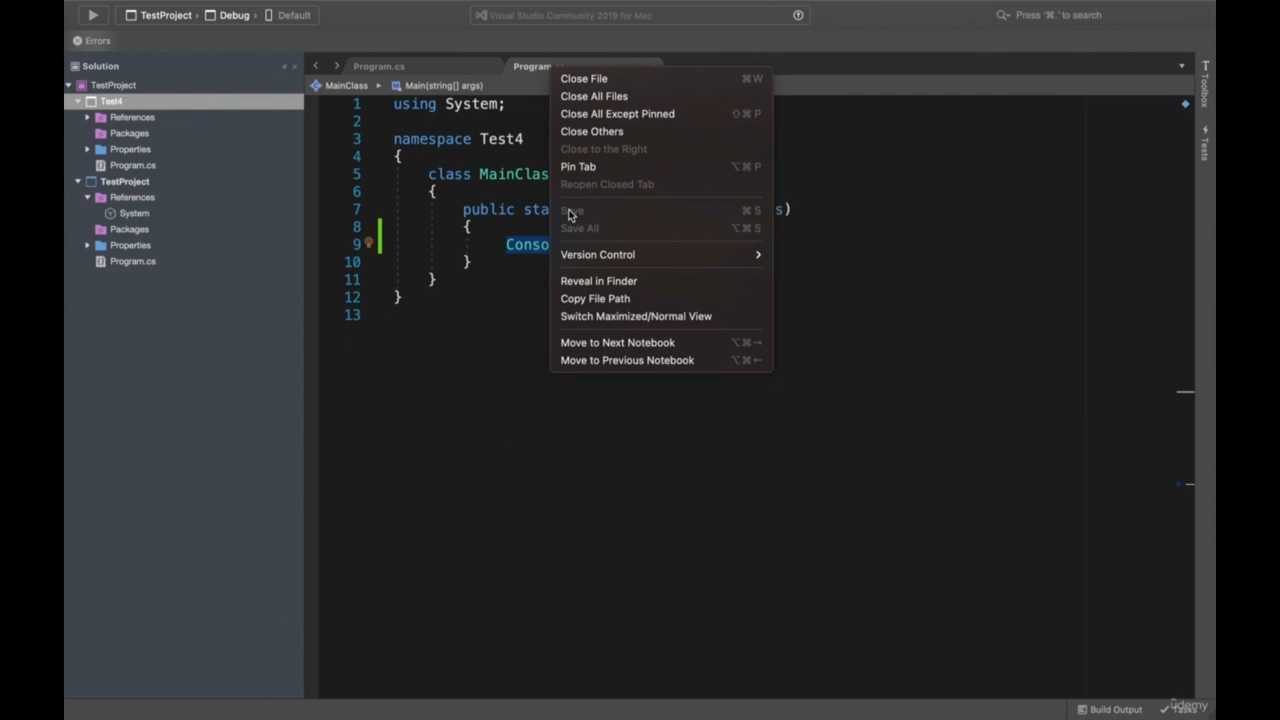 TestProject › Debug › Default
Visual Studio Community 2019 for Mac
Press '⌘.' to search
Errors
Solution
TestProject
Test4
References
Packages
Properties
Program.cs
TestProject
References
System
Packages
Properties
Program.cs
Program.cs
Program
MainClass
Main(string[] args)
1 using System;
2
3 namespace Test4
4 {
5 class MainClas
6 {
7 public sta s)
8 {
9 Conso
10 }
11 }
12 }
13
Close File ⌘W
Close All Files
Close All Except Pinned ⇧⌘P
Close Others
Close to the Right
Pin Tab ⌥⌘P
Reopen Closed Tab
Save ⌘S
Save All ⌥⌘S
Version Control
Reveal in Finder
Copy File Path
Switch Maximized/Normal View
Move to Next Notebook ⌥⌘→
Move to Previous Notebook ⌥⌘←
Toolbox
Tests
Build Output
Tasks
ûdemy